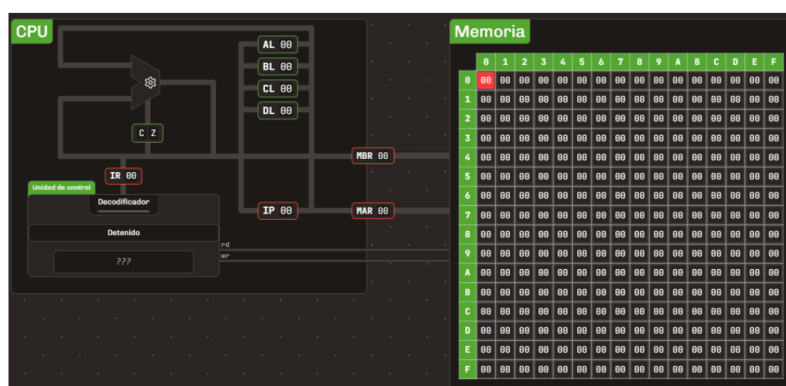 CPU
AL 00
BL 00
CL 00
DL 00
C Z
MBR 00
IR 00
Unidad de control
Decodificador
IP 00
MAR 00
Detenido
rd
wr
???
Memoria
0 1 2 3 4 5 6 7 8 9 A B C D E F
0 00 00 00 00 00 00 00 00 00 00 00 00 00 00 00 00
1 00 00 00 00 00 00 00 00 00 00 00 00 00 00 00 00
2 00 00 00 00 00 00 00 00 00 00 00 00 00 00 00 00
3 00 00 00 00 00 00 00 00 00 00 00 00 00 00 00 00
4 00 00 00 00 00 00 00 00 00 00 00 00 00 00 00 00
5 00 00 00 00 00 00 00 00 00 00 00 00 00 00 00 00
6 00 00 00 00 00 00 00 00 00 00 00 00 00 00 00 00
7 00 00 00 00 00 00 00 00 00 00 00 00 00 00 00 00
8 00 00 00 00 00 00 00 00 00 00 00 00 00 00 00 00
9 00 00 00 00 00 00 00 00 00 00 00 00 00 00 00 00
A 00 00 00 00 00 00 00 00 00 00 00 00 00 00 00 00
B 00 00 00 00 00 00 00 00 00 00 00 00 00 00 00 00
C 00 00 00 00 00 00 00 00 00 00 00 00 00 00 00 00
D 00 00 00 00 00 00 00 00 00 00 00 00 00 00 00 00
E 00 00 00 00 00 00 00 00 00 00 00 00 00 00 00 00
F 00 00 00 00 00 00 00 00 00 00 00 00 00 00 00 00